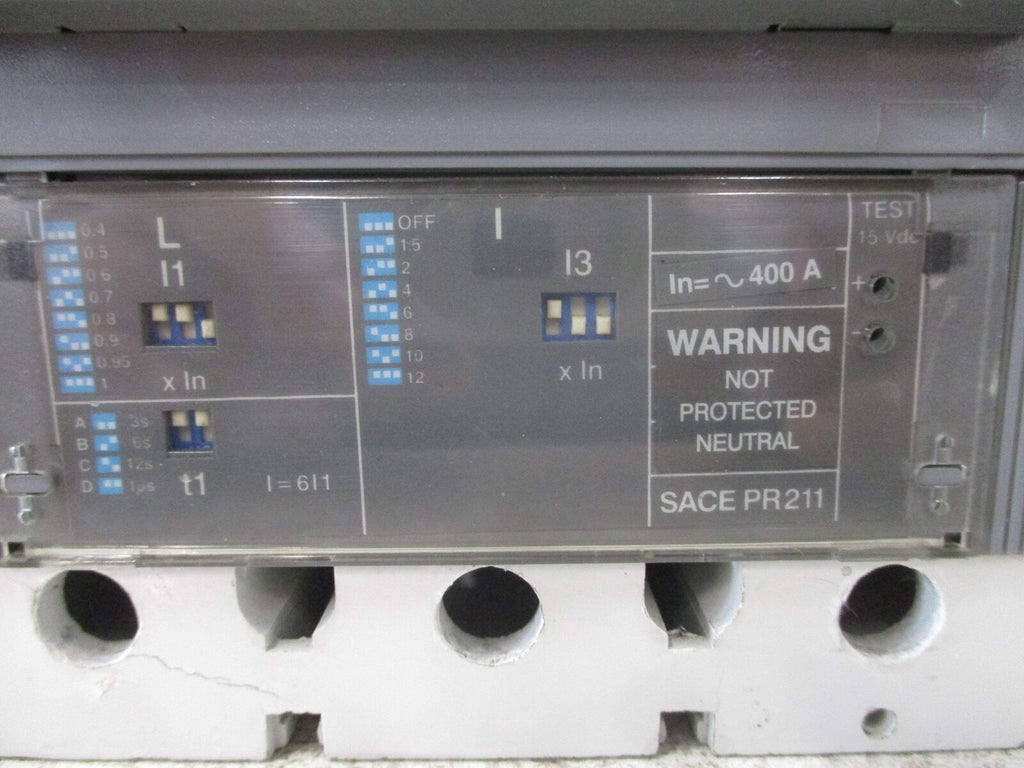 L
I1
0.4
0.5
0.6
0.7
0.8
0.9
0.95
1
x In
A 3s
B 6s
C 12s
D
t1
I=6I1
I
OFF
1.5
2
4
6
8
10
12
I3
x In
In=~400 A
WARNING
NOT
PROTECTED
NEUTRAL
SACE PR211
TEST
15 Vdc
+
-